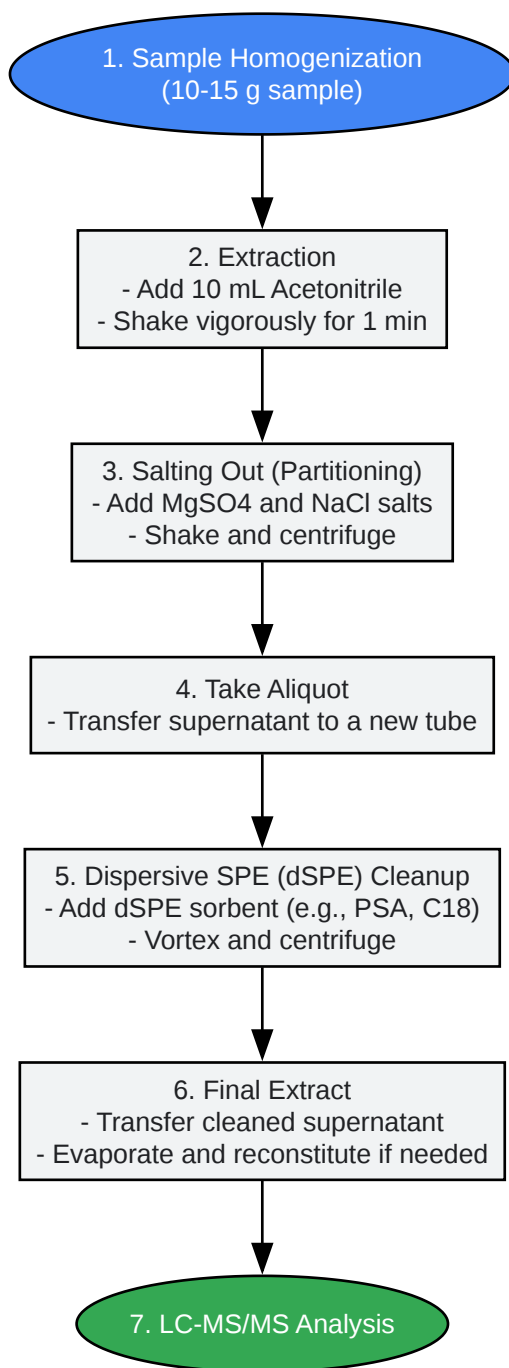 1. Sample Homogenization
(10-15 g sample)
2. Extraction
- Add 10 mL Acetonitrile
- Shake vigorously for 1 min
3. Salting Out (Partitioning)
- Add MgSO4 and NaCl salts
- Shake and centrifuge
4. Take Aliquot
- Transfer supernatant to a new tube
5. Dispersive SPE (dSPE) Cleanup
- Add dSPE sorbent (e.g., PSA, C18)
- Vortex and centrifuge
6. Final Extract
- Transfer cleaned supernatant
- Evaporate and reconstitute if needed
7. LC-MS/MS Analysis